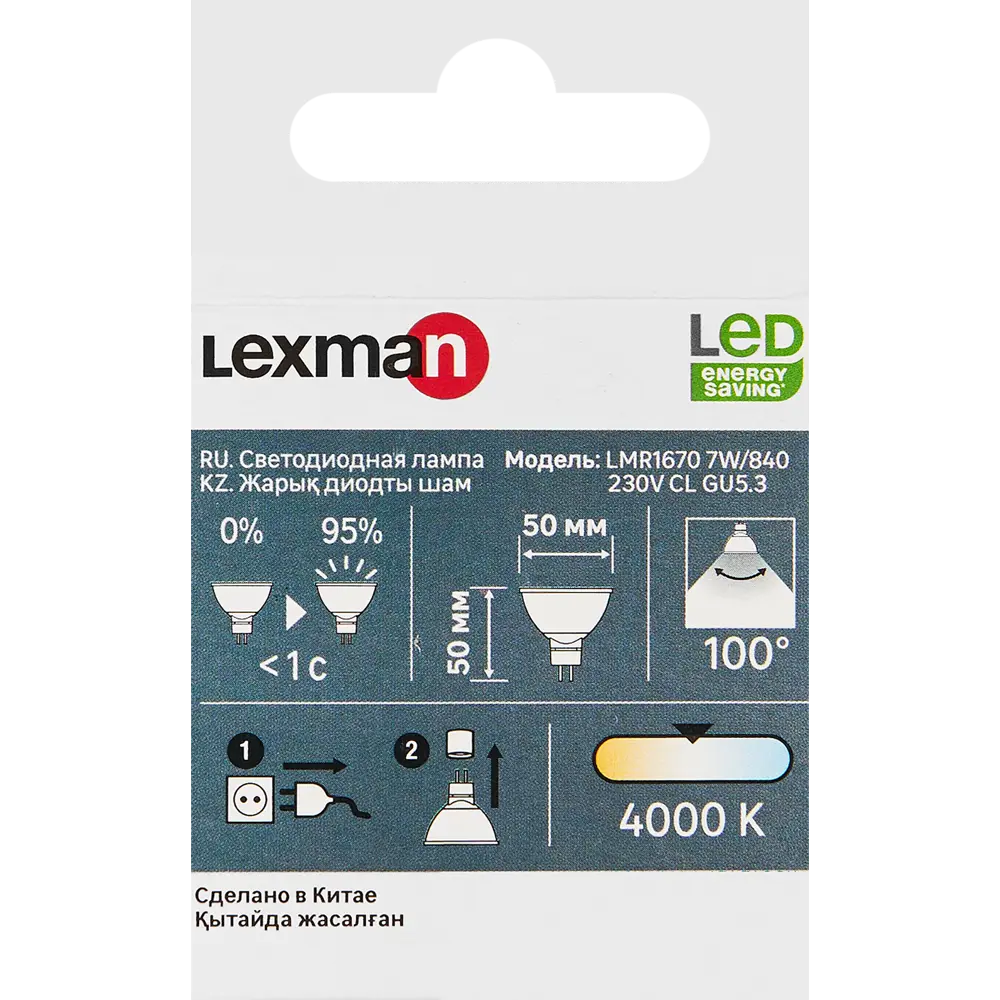 Lexman
LED
ENERGY
SAVING*
RU. Светодиодная лампа
KZ. Жарық диодты шам
Модель: LMR1670 7W/840
230V CL GU5.3
0% 95%
<1с
50 мм
50 мм
100°
1
2
4000 K
Сделано в Китае
Қытайда жасалған